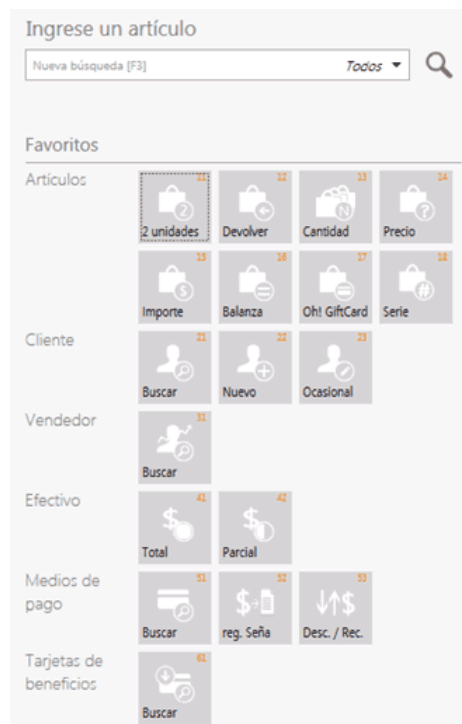 Ingrese un artículo
Nueva búsqueda [F3] Todos
Favoritos
Artículos
11 12 13 14
2 N ?
2 unidades Devolver Cantidad Precio
15 16 17 18
$ #
Importe Balanza Oh! GiftCard Serie
Cliente
21 22 23
Buscar Nuevo Ocasional
Vendedor
31
Buscar
Efectivo
41 42
$ $
Total Parcial
Medios de
pago
51 52 53
$ $
Buscar reg. Seña Desc. / Rec.
Tarjetas de
beneficios
61
Buscar